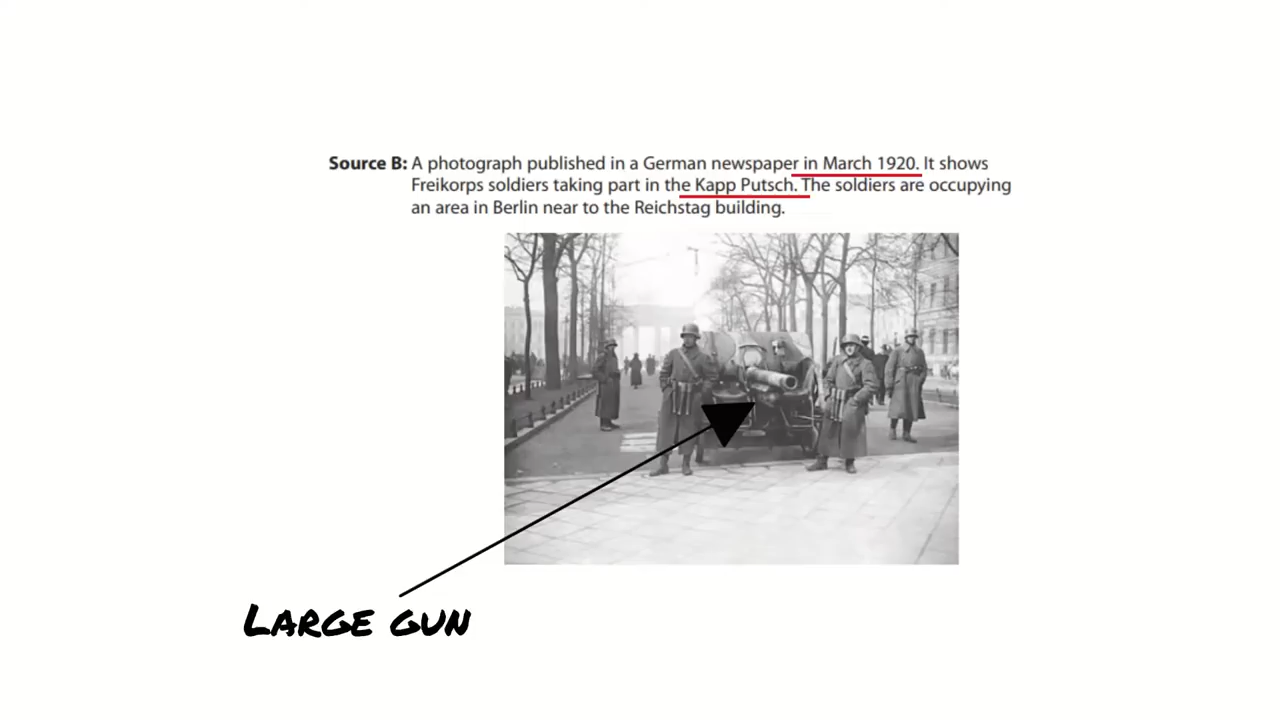 Source B: A photograph published in a German newspaper in March 1920. It shows
Freikorps soldiers taking part in the Kapp Putsch. The soldiers are occupying
an area in Berlin near to the Reichstag building.
LARGE GUN